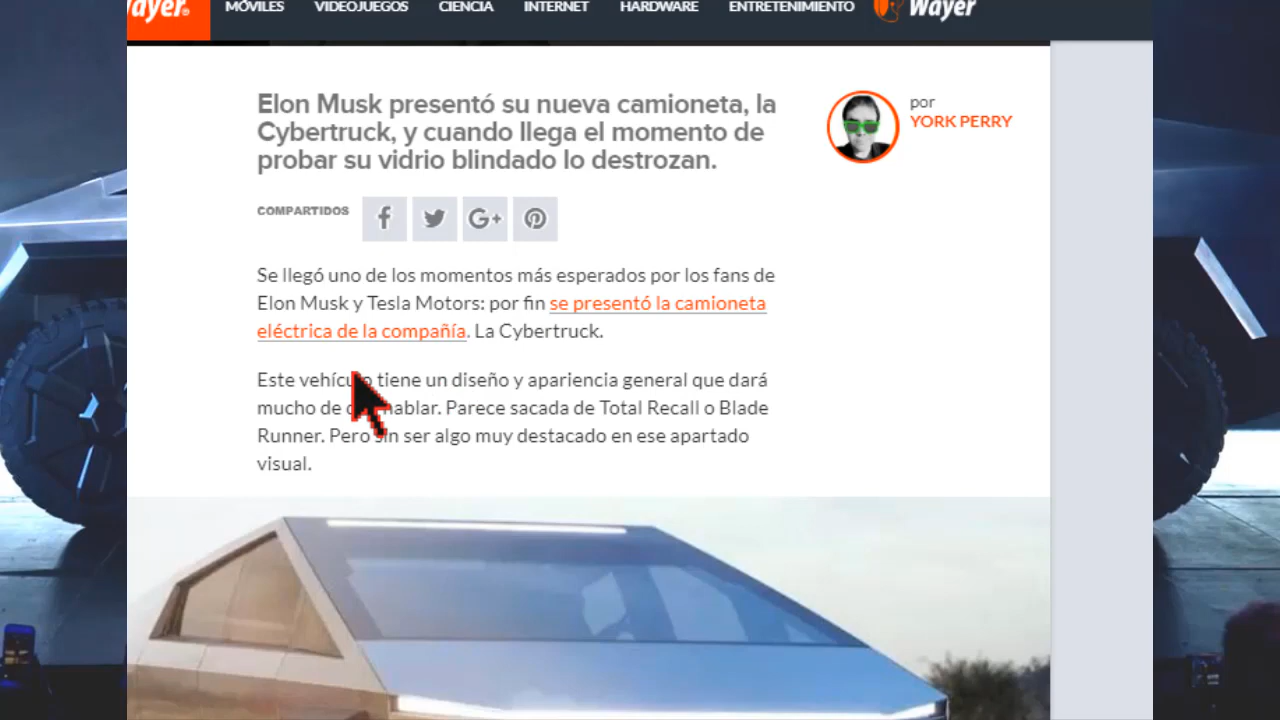 MÓVILES VIDEOJUEGOS CIENCIA INTERNET HARDWARE ENTRETENIMIENTO Wayer
Elon Musk presentó su nueva camioneta, la
Cybertruck, y cuando llega el momento de
probar su vidrio blindado lo destrozan.
por
YORK PERRY
COMPARTIDOS
Se llegó uno de los momentos más esperados por los fans de
Elon Musk y Tesla Motors: por fin se presentó la camioneta
eléctrica de la compañía. La Cybertruck.
Este vehículo tiene un diseño y apariencia general que dará
mucho de hablar. Parece sacada de Total Recall o Blade
Runner. Pero sin ser algo muy destacado en ese apartado
visual.